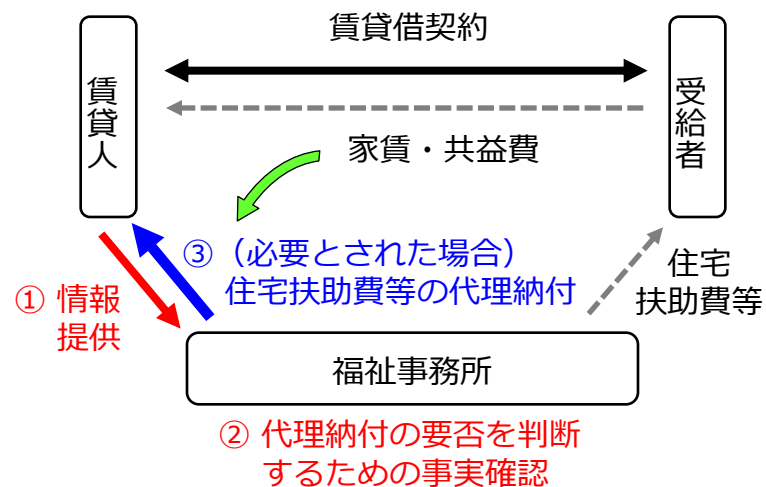 賃貸借契約
賃貸人
受給者
家賃・共益費
③（必要とされた場合）
住宅扶助費等の代理納付
① 情報
提供
住宅
扶助費等
福祉事務所
② 代理納付の要否を判断
するための事実確認